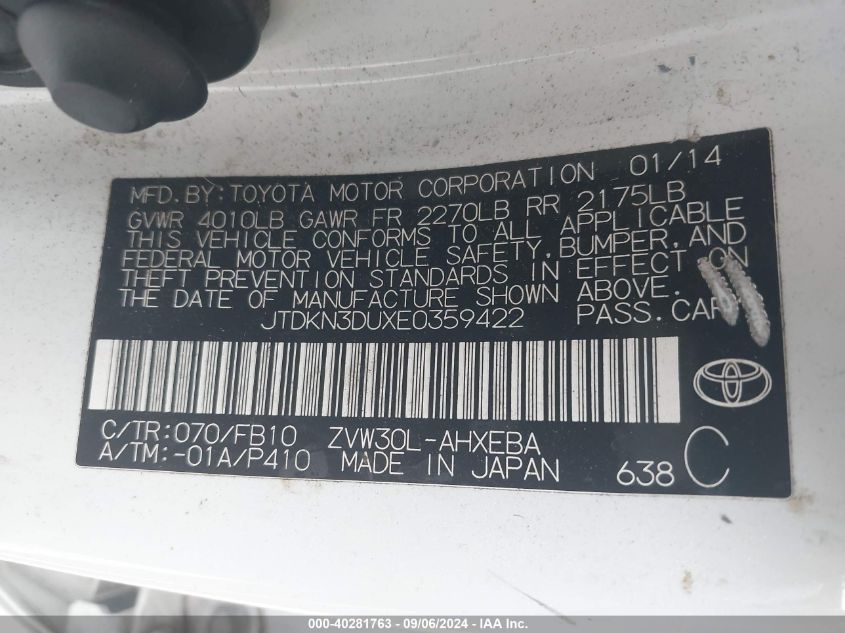 MFD. BY: TOYOTA MOTOR CORPORATION 01/14
GVWR 4010LB GAWR FR 2270LB RR 2175LB
THIS VEHICLE CONFORMS TO ALL APPLICABLE
FEDERAL MOTOR VEHICLE SAFETY, BUMPER, AND
THEFT PREVENTION STANDARDS IN EFFECT ON
THE DATE OF MANUFACTURE SHOWN ABOVE.
JTDKN3DUXE0359422 PASS. CAR
C/TR: 070/FB10 ZVW30L-AHXEBA
A/TM: -01A/P410 MADE IN JAPAN 638 C
000-40281763 - 09/06/2024 - IAA Inc.